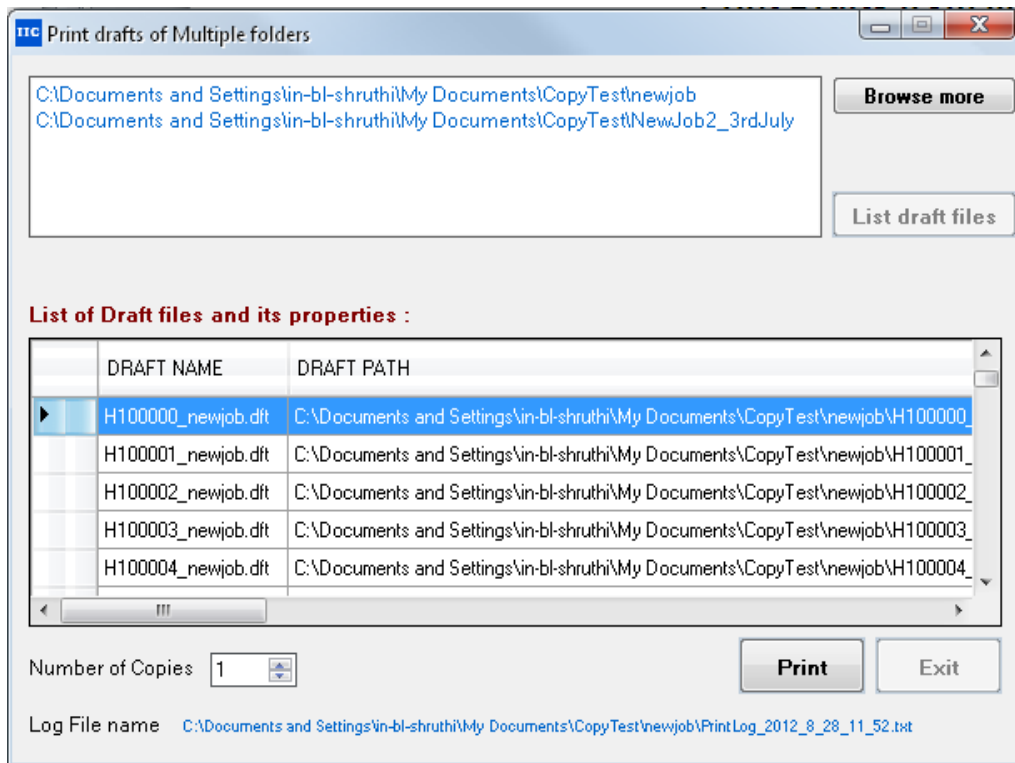 TTC Print drafts of Multiple folders
C:\Documents and Settings\in-bl-shruthi\My Documents\CopyTest\newjob
C:\Documents and Settings\in-bl-shruthi\My Documents\CopyTest\NewJob2_3rdJuly
Browse more
List draft files
List of Draft files and its properties :
DRAFT NAME DRAFT PATH
H100000_newjob.dft C:\Documents and Settings\in-bl-shruthi\My Documents\CopyTest\newjob\H100000_
H100001_newjob.dft C:\Documents and Settings\in-bl-shruthi\My Documents\CopyTest\newjob\H100001_
H100002_newjob.dft C:\Documents and Settings\in-bl-shruthi\My Documents\CopyTest\newjob\H100002_
H100003_newjob.dft C:\Documents and Settings\in-bl-shruthi\My Documents\CopyTest\newjob\H100003_
H100004_newjob.dft C:\Documents and Settings\in-bl-shruthi\My Documents\CopyTest\newjob\H100004_
Number of Copies 1
Print
Exit
Log File name C:\Documents and Settings\in-bl-shruthi\My Documents\CopyTest\newjob\PrintLog_2012_8_28_11_52.txt